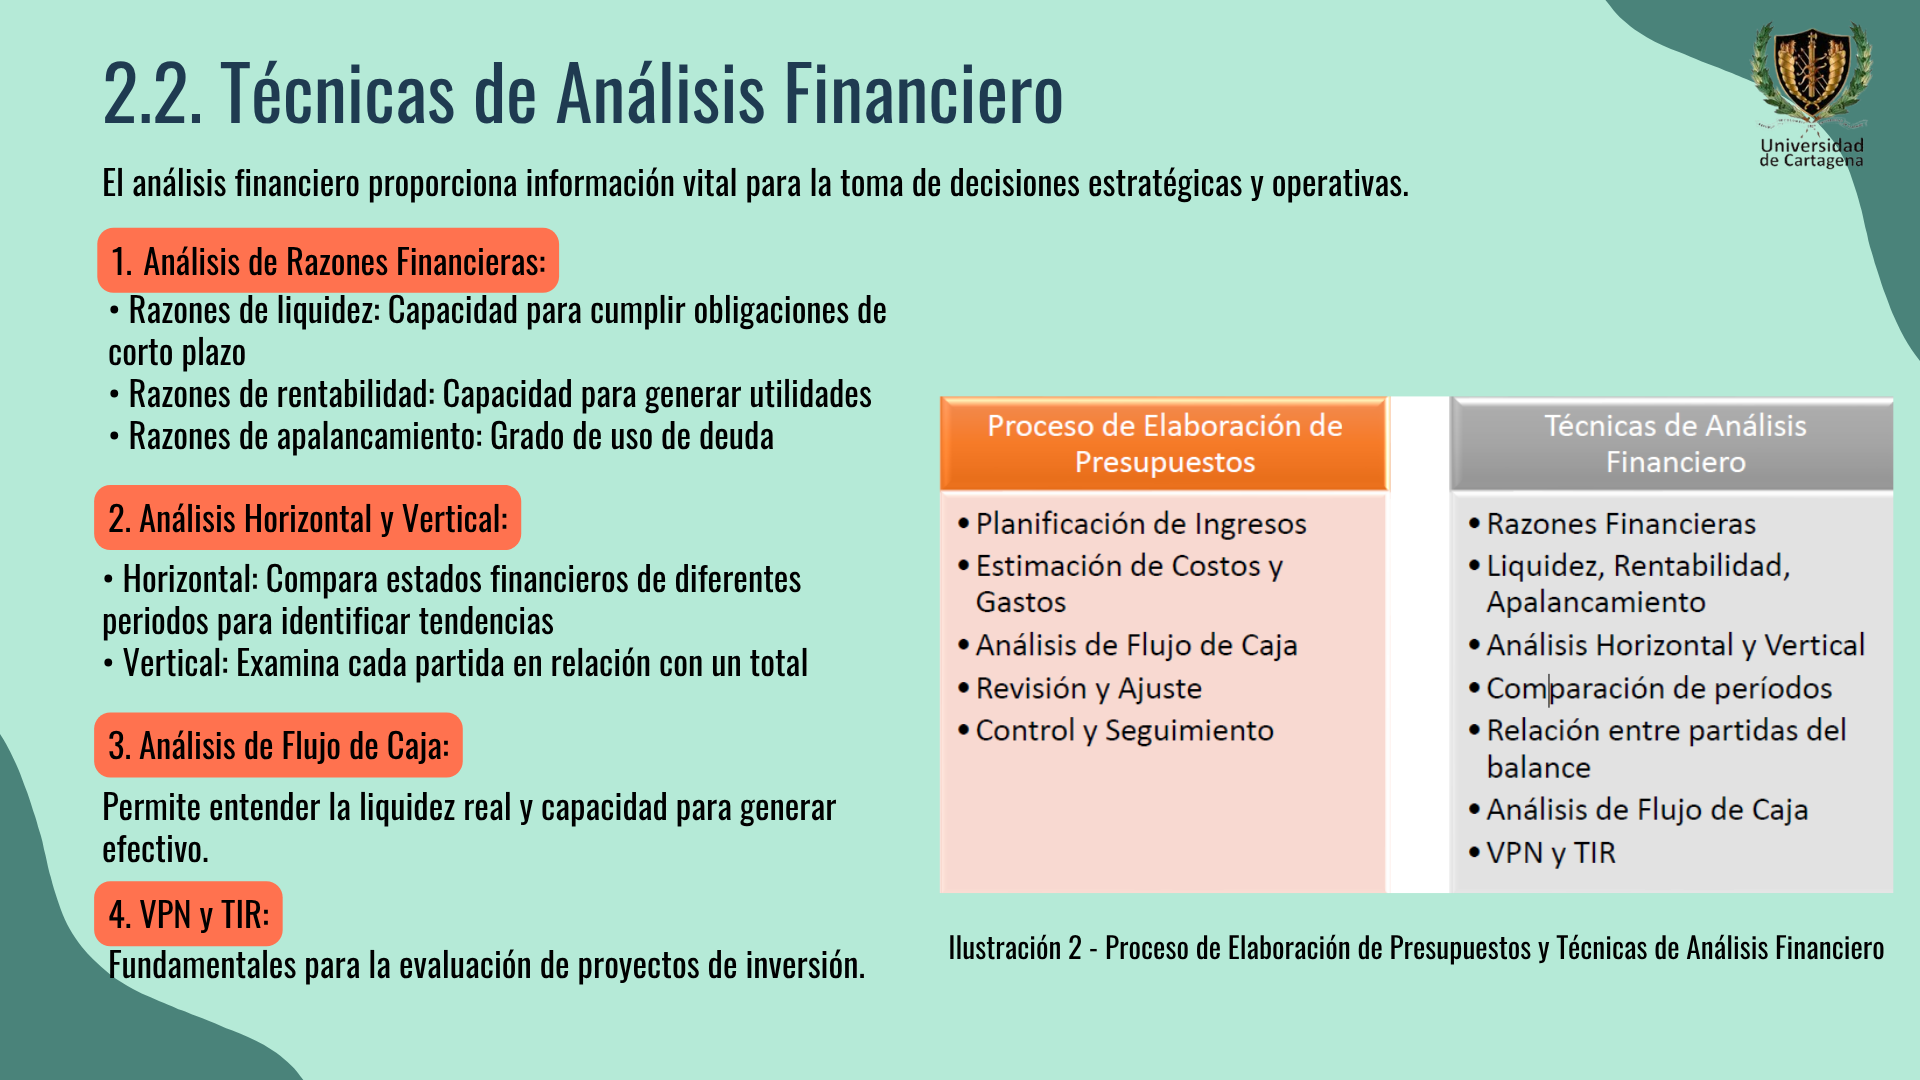 2.2. Técnicas de Análisis Financiero
Universidad
de Cartagena
El análisis financiero proporciona información vital para la toma de decisiones estratégicas y operativas.
1. Análisis de Razones Financieras:
• Razones de liquidez: Capacidad para cumplir obligaciones de
corto plazo
• Razones de rentabilidad: Capacidad para generar utilidades
• Razones de apalancamiento: Grado de uso de deuda
2. Análisis Horizontal y Vertical:
• Horizontal: Compara estados financieros de diferentes
periodos para identificar tendencias
• Vertical: Examina cada partida en relación con un total
3. Análisis de Flujo de Caja:
Permite entender la liquidez real y capacidad para generar
efectivo.
4. VPN y TIR:
Fundamentales para la evaluación de proyectos de inversión.
Proceso de Elaboración de
Presupuestos
• Planificación de Ingresos
• Estimación de Costos y
Gastos
• Análisis de Flujo de Caja
• Revisión y Ajuste
• Control y Seguimiento
Técnicas de Análisis
Financiero
• Razones Financieras
• Liquidez, Rentabilidad,
Apalancamiento
• Análisis Horizontal y Vertical
• Comparación de períodos
• Relación entre partidas del
balance
• Análisis de Flujo de Caja
• VPN y TIR
Ilustración 2 - Proceso de Elaboración de Presupuestos y Técnicas de Análisis Financiero